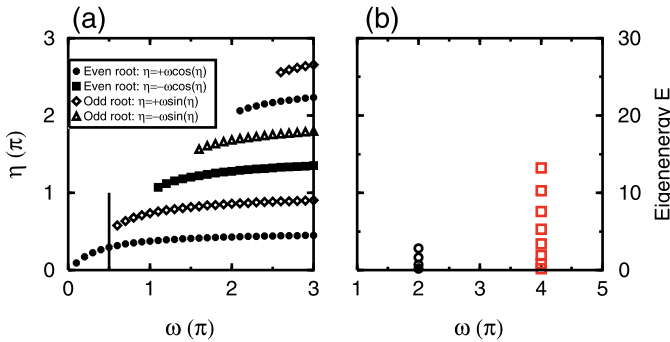 (a)
(b)
3
2
1
0
η (π)
Even root: η=+ωcos(η)
Even root: η=−ωcos(η)
Odd root: η=+ωsin(η)
Odd root: η=−ωsin(η)
0 1 2 3
ω (π)
30
20
10
0
Eigenenergy E
1 2 3 4 5
ω (π)